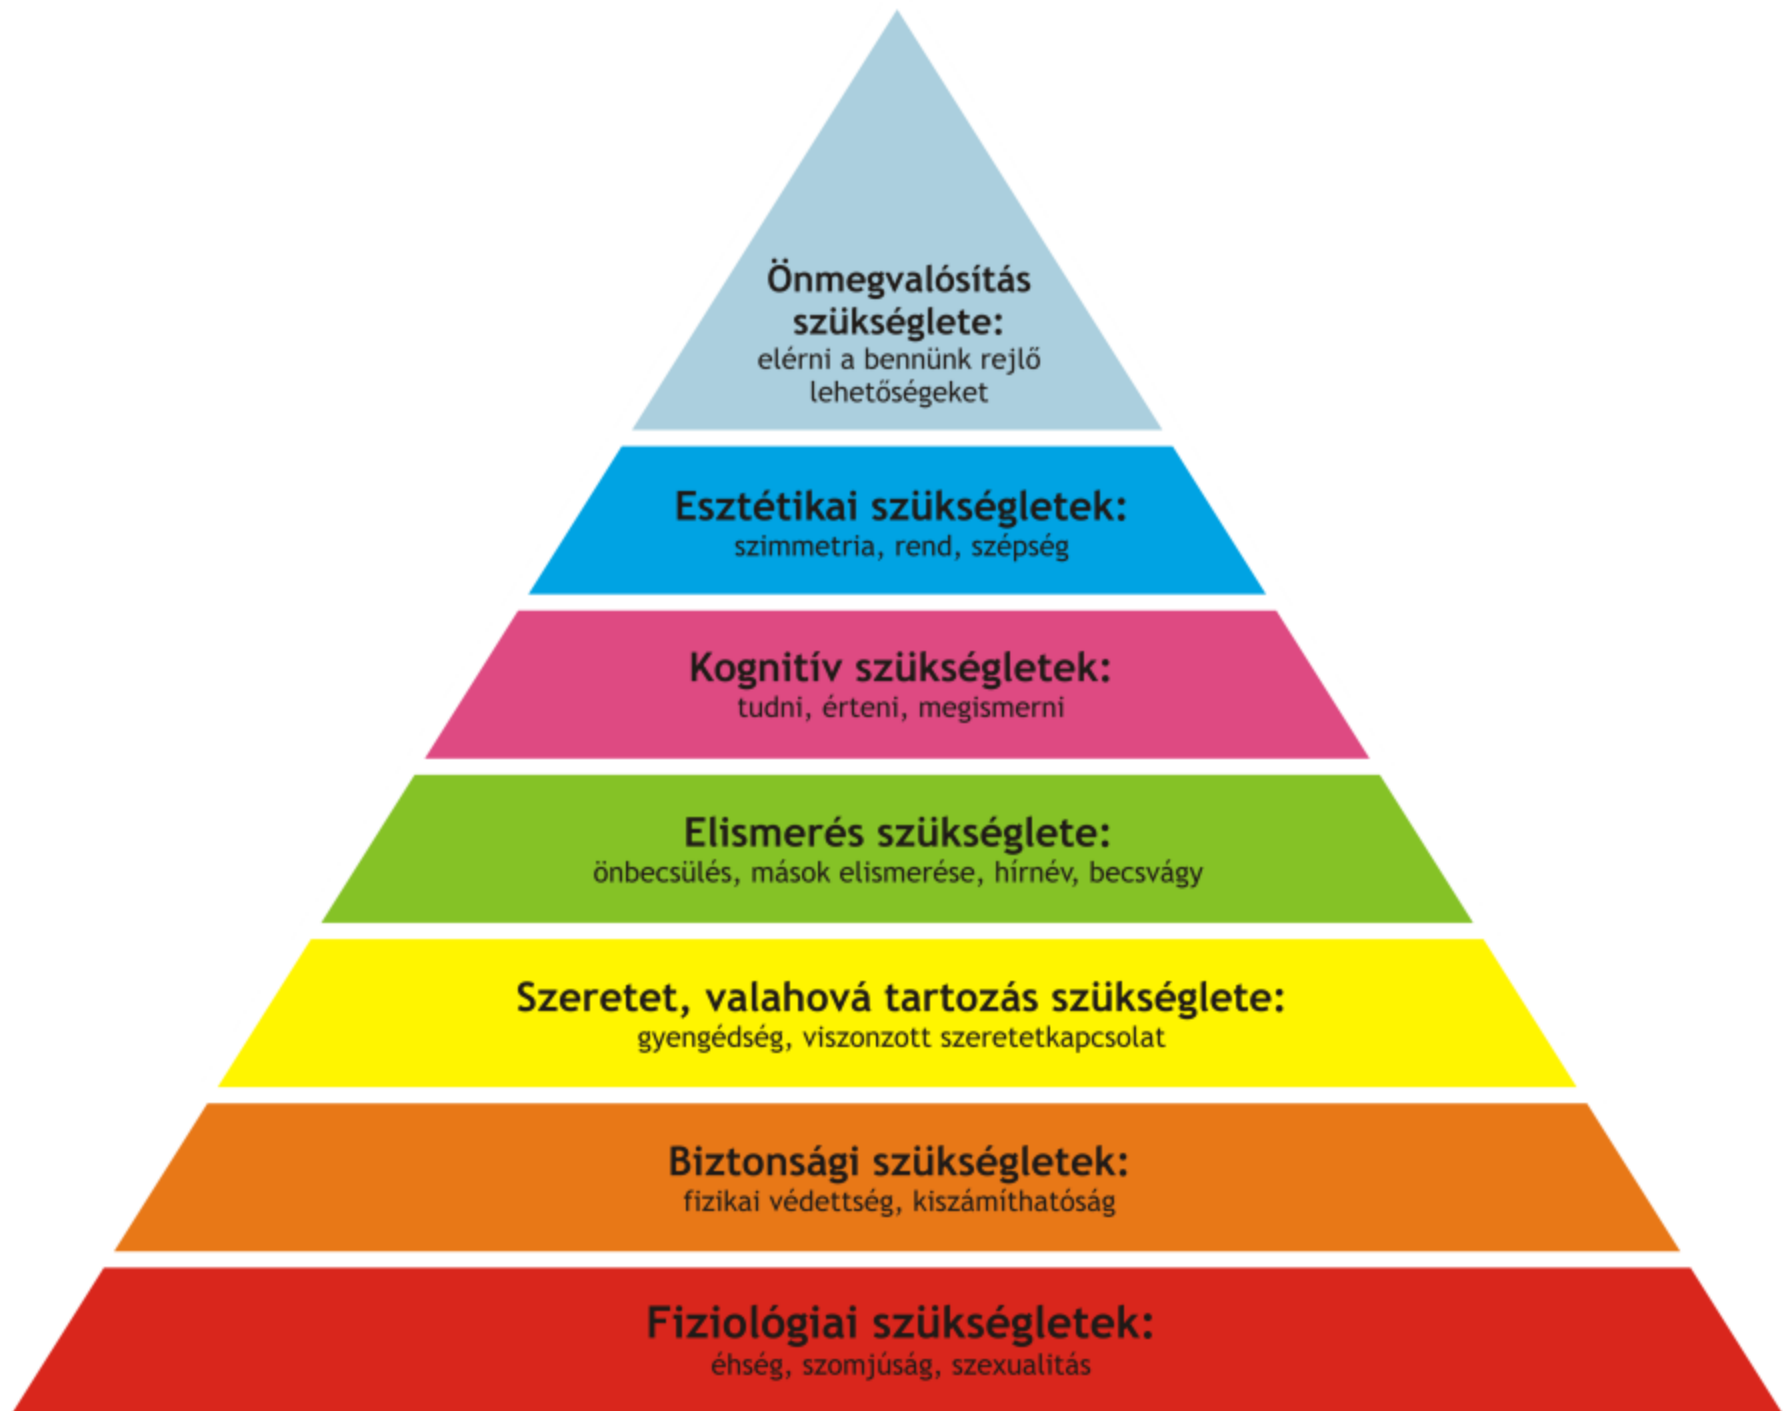 Önmegvalósítás
szükséglete:
elérni a bennünk rejlő
lehetőségeket
Esztétikai szükségletek:
szimmetria, rend, szépség
Kognitív szükségletek:
tudni, érteni, megismerni
Elismerés szükséglete:
önbecsülés, mások elismerése, hírnév, becsvágy
Szeretet, valahová tartozás szükséglete:
gyengédség, viszonzott szeretetkapcsolat
Biztonsági szükségletek:
fizikai védettség, kiszámíthatóság
Fiziológiai szükségletek:
éhség, szomjúság, szexualitás